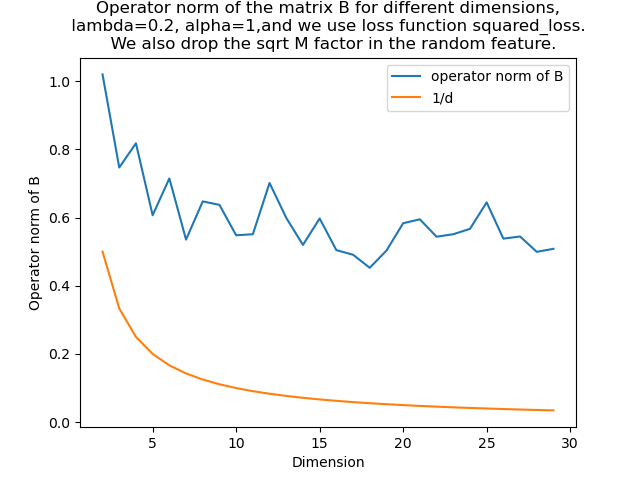 Operator norm of the matrix B for different dimensions,
lambda=0.2, alpha=1,and we use loss function squared_loss.
We also drop the sqrt M factor in the random feature.
operator norm of B
1/d
Operator norm of B
1.0
0.8
0.6
0.4
0.2
0.0
5 10 15 20 25 30
Dimension